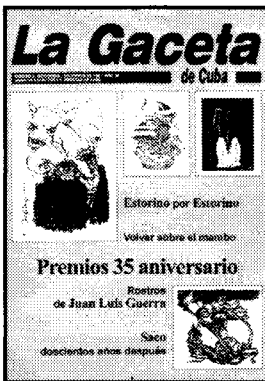 La Gaceta
de Cuba
Estorino por Estorino
Volver sobre el mambo
Premios 35 aniversario
Rostros
de Juan Luis Guerra
Saco
doscientos años después